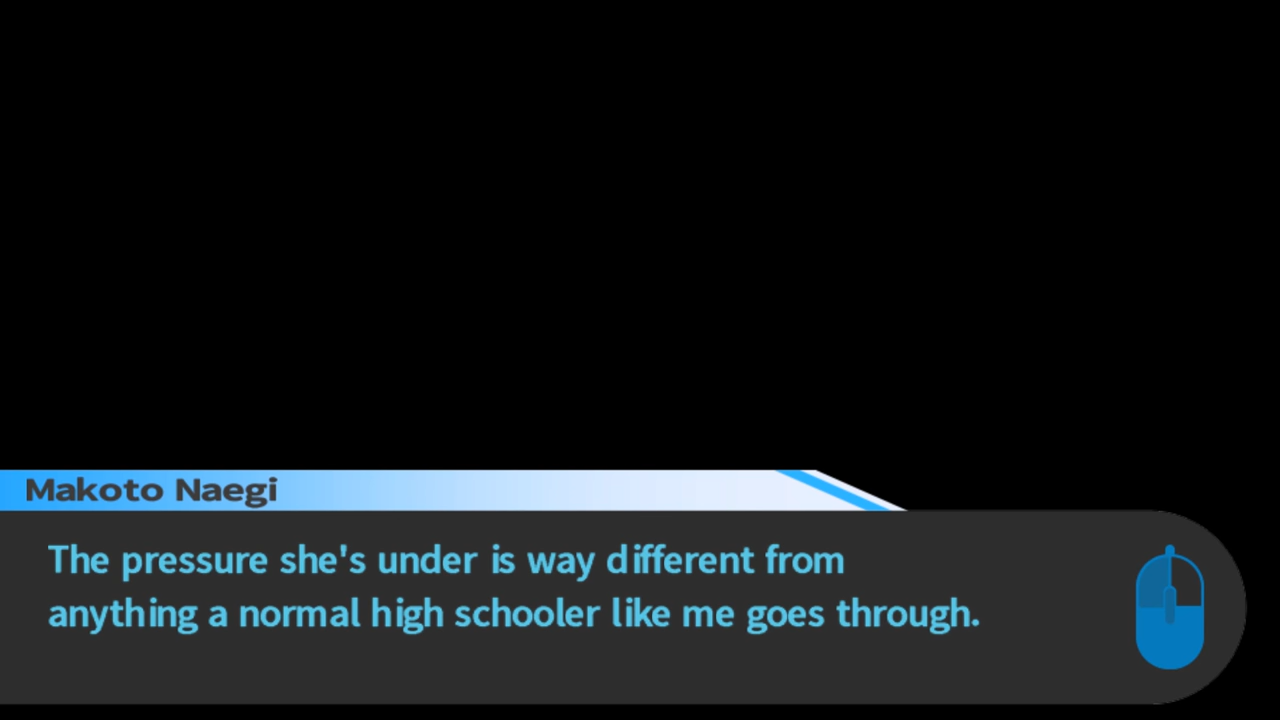 Makoto Naegi
The pressure she's under is way different from
anything a normal high schooler like me goes through.